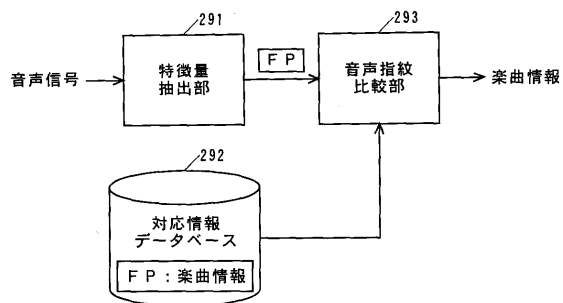 291
293
音声信号
特徴量
抽出部
ＦＰ
音声指紋
比較部
楽曲情報
292
対応情報
データベース
ＦＰ：楽曲情報